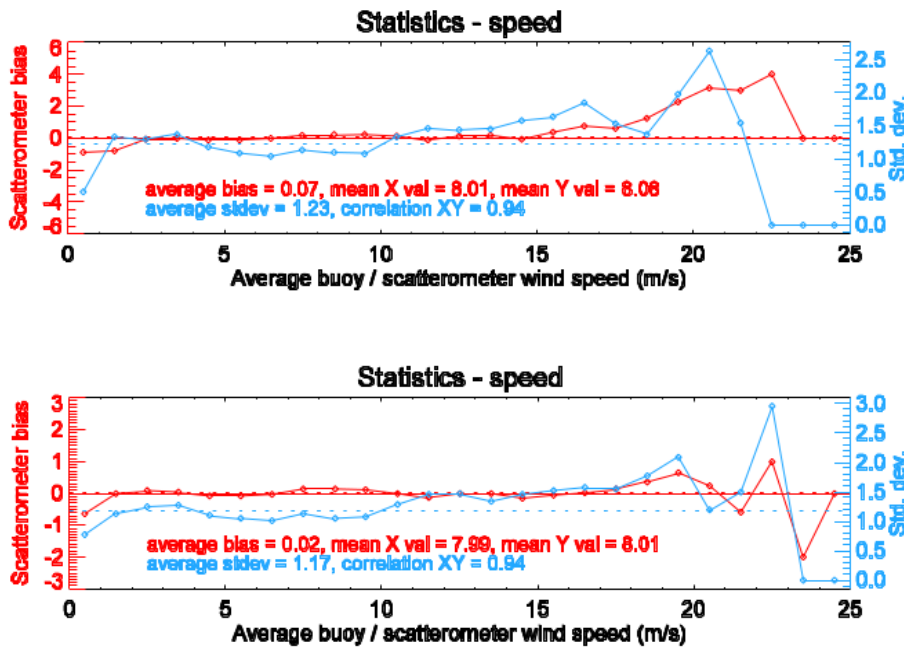 Statistics - speed
Scatterometer bias
6
4
2
0
-2
-4
-6
2.5
2.0
1.5
1.0
0.5
0.0
Std. dev.
average bias = 0.07, mean X val = 8.01, mean Y val = 8.08
average stdev = 1.23, correlation XY = 0.94
0 5 10 15 20 25
Average buoy / scatterometer wind speed (m/s)
Statistics - speed
Scatterometer bias
3
2
1
0
-1
-2
-3
3.0
2.5
2.0
1.5
1.0
0.5
0.0
Std. dev.
average bias = 0.02, mean X val = 7.99, mean Y val = 8.01
average stdev = 1.17, correlation XY = 0.94
0 5 10 15 20 25
Average buoy / scatterometer wind speed (m/s)